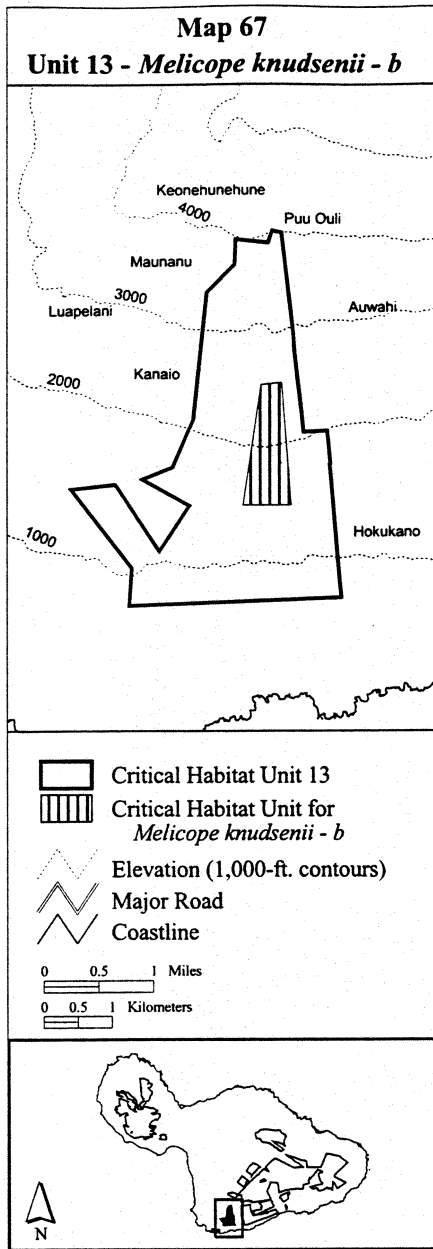 Map 67
Unit 13 - Melicope knudsenii - b
Keonehunehune
4000
Puu Ouli
Maunanu
3000
Luapelani
Auwahi
Kanaio
2000
Hokukano
1000
Critical Habitat Unit 13
Critical Habitat Unit for
Melicope knudsenii - b
Elevation (1,000-ft. contours)
Major Road
Coastline
0 0.5 1 Miles
0 0.5 1 Kilometers
N